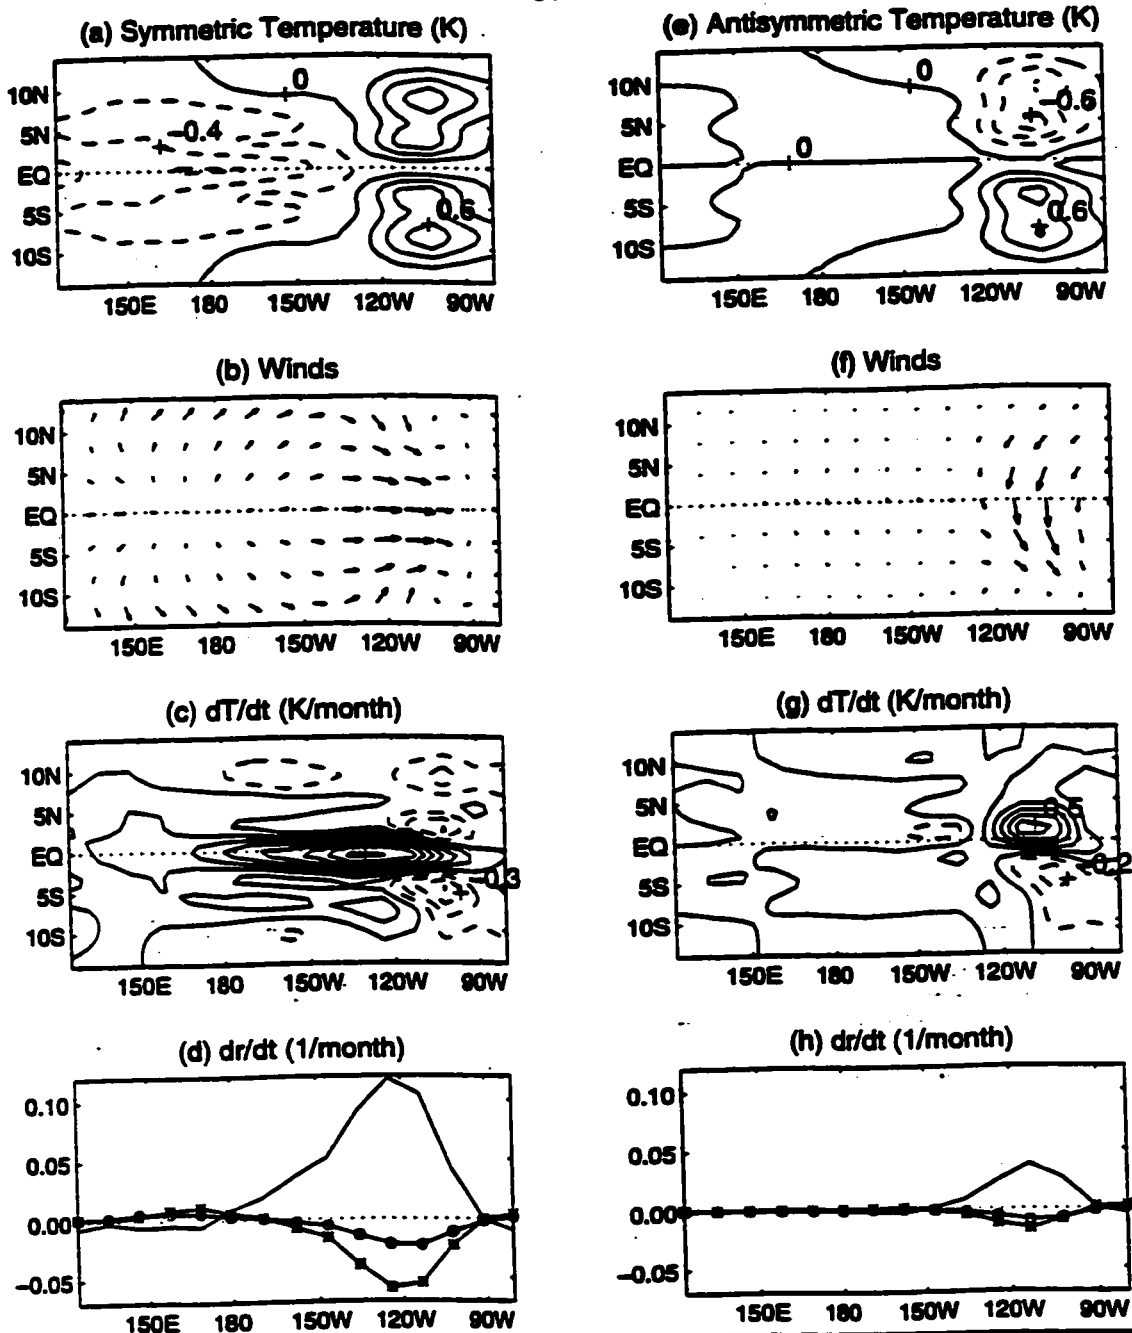 (a) Symmetric Temperature (K)
0
10N
5N
EQ
5S
10S
-0.4
0.6
150E 180 150W 120W 90W
(b) Winds
10N
5N
EQ
5S
10S
150E 180 150W 120W 90W
(c) dT/dt (K/month)
10N
5N
EQ
5S
10S
-0.3
150E 180 150W 120W 90W
(d) dr/dt (1/month)
0.10
0.05
0.00
-0.05
150E 180 150W 120W 90W
(e) Antisymmetric Temperature (K)
0
10N
5N
EQ
5S
10S
-0.6
0
0.6
150E 180 150W 120W 90W
(f) Winds
10N
5N
EQ
5S
10S
150E 180 150W 120W 90W
(g) dT/dt (K/month)
10N
5N
EQ
5S
10S
-0.2
150E 180 150W 120W 90W
(h) dr/dt (1/month)
0.10
0.05
0.00
-0.05
150E 180 150W 120W 90W